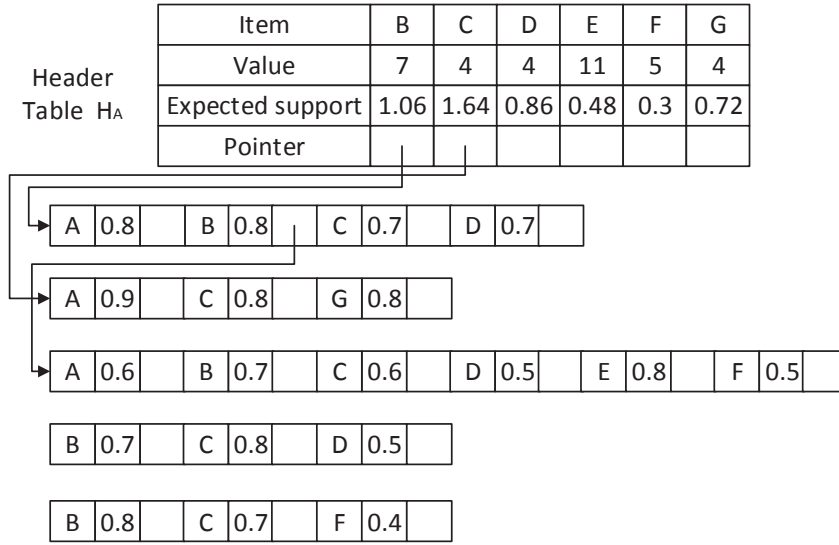 Header
Table HA
Item B C D E F G
Value 7 4 4 11 5 4
Expected support 1.06 1.64 0.86 0.48 0.3 0.72
Pointer
A 0.8 B 0.8 C 0.7 D 0.7
A 0.9 C 0.8 G 0.8
A 0.6 B 0.7 C 0.6 D 0.5 E 0.8 F 0.5
B 0.7 C 0.8 D 0.5
B 0.8 C 0.7 F 0.4